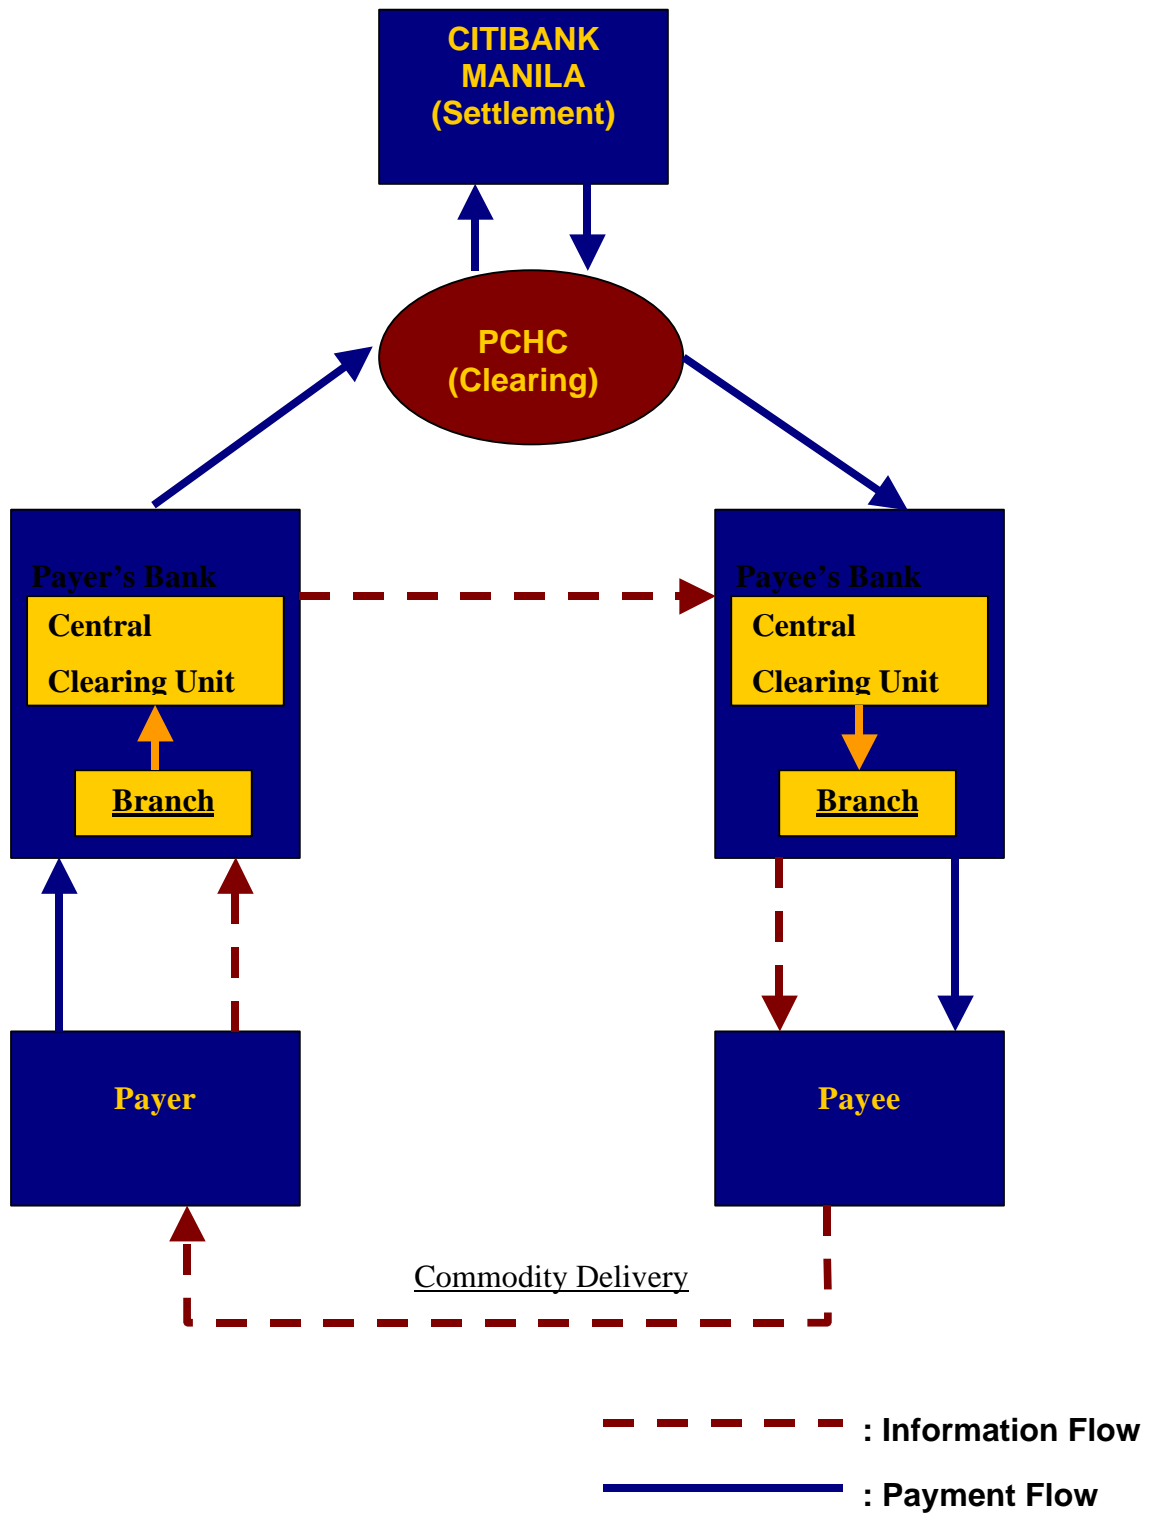 CITIBANK
MANILA
(Settlement)
PCHC
(Clearing)
Payer’s Bank
Central
Clearing Unit
Branch
Payee’s Bank
Central
Clearing Unit
Branch
Payer
Payee
Commodity Delivery
: Information Flow
: Payment Flow